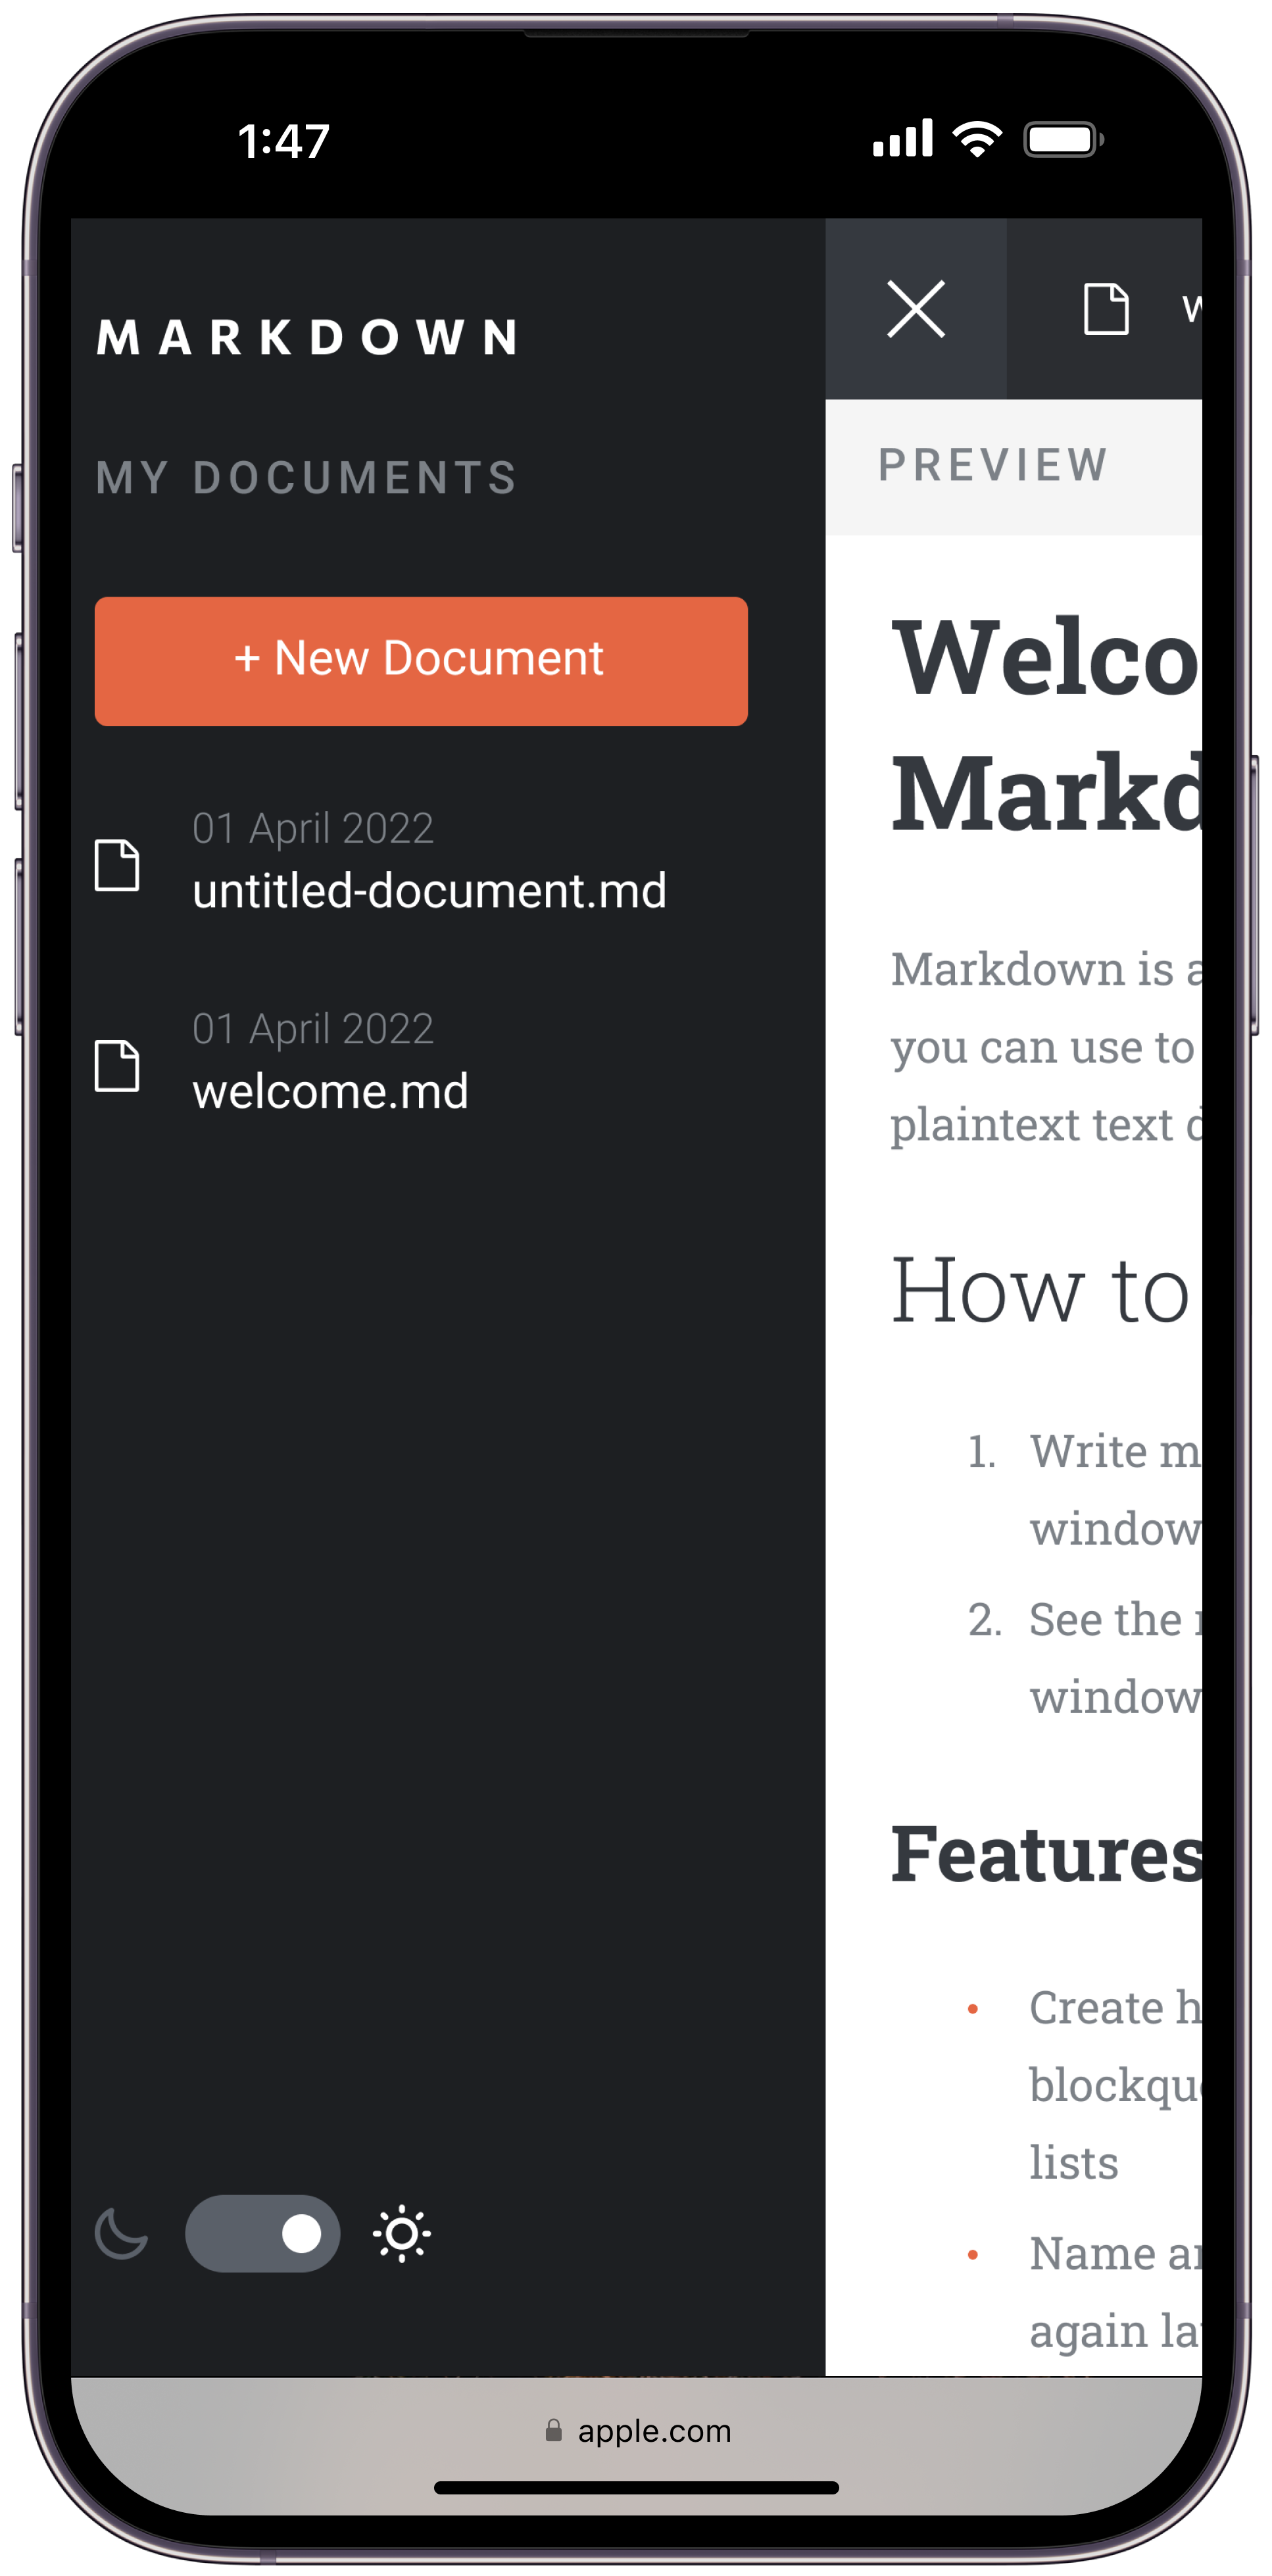 1:47
MARKDOWN
MY DOCUMENTS
+ New Document
01 April 2022
untitled-document.md
01 April 2022
welcome.md
PREVIEW
Welco
Markd
Markdown is a
you can use to
plaintext text d
How to
1. Write m
window
2. See the
window
Features
• Create h
blockqu
lists
• Name a
again la
apple.com